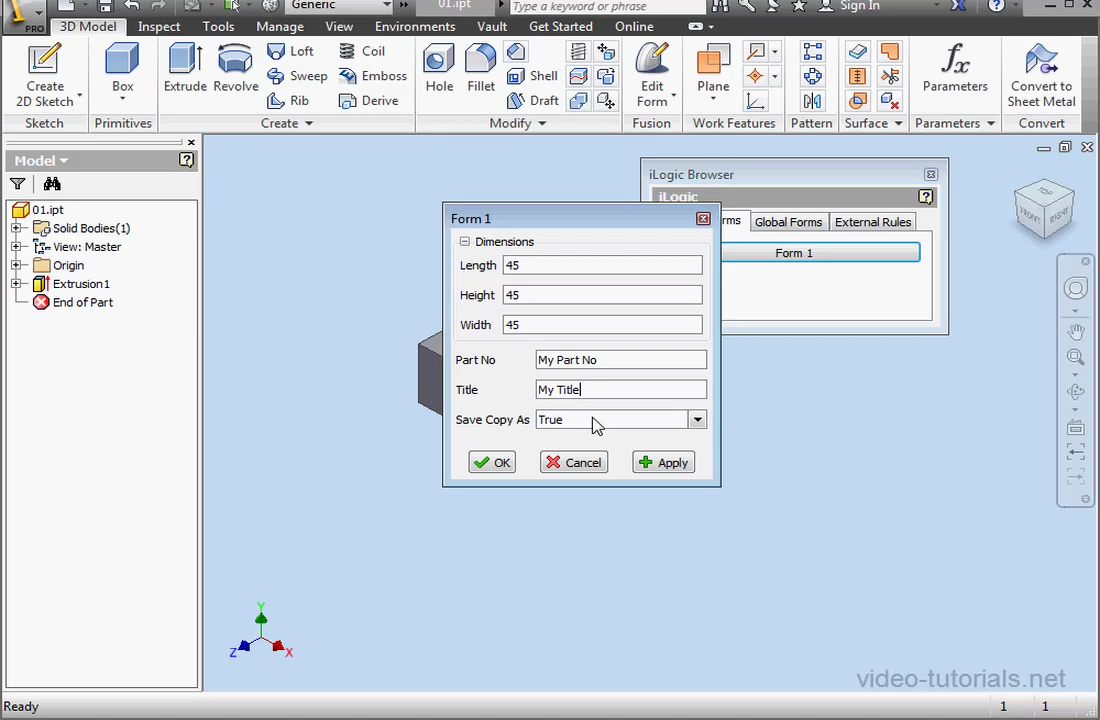 Generic
01.ipt
Type a keyword or phrase
Sign In
PRO
3D Model
Inspect
Tools
Manage
View
Environments
Vault
Get Started
Online
Create
2D Sketch
Box
Extrude
Revolve
Loft
Sweep
Rib
Coil
Emboss
Derive
Hole
Fillet
Shell
Draft
Edit
Form
Plane
fx
Parameters
Convert to
Sheet Metal
Sketch
Primitives
Create
Modify
Fusion
Work Features
Pattern
Surface
Parameters
Convert
Model
01.ipt
Solid Bodies(1)
View: Master
Origin
Extrusion1
End of Part
iLogic Browser
iLogic
rms
Global Forms
External Rules
Form 1
Form 1
Dimensions
Length 45
Height 45
Width 45
Part No My Part No
Title My Title
Save Copy As True
OK
Cancel
Apply
TOP
FRONT
RIGHT
Y
Z
X
video-tutorials.net
Ready
1 1